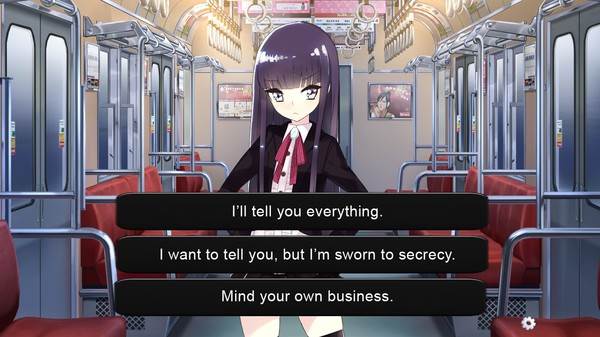 I'll tell you everything.
I want to tell you, but I'm sworn to secrecy.
Mind your own business.